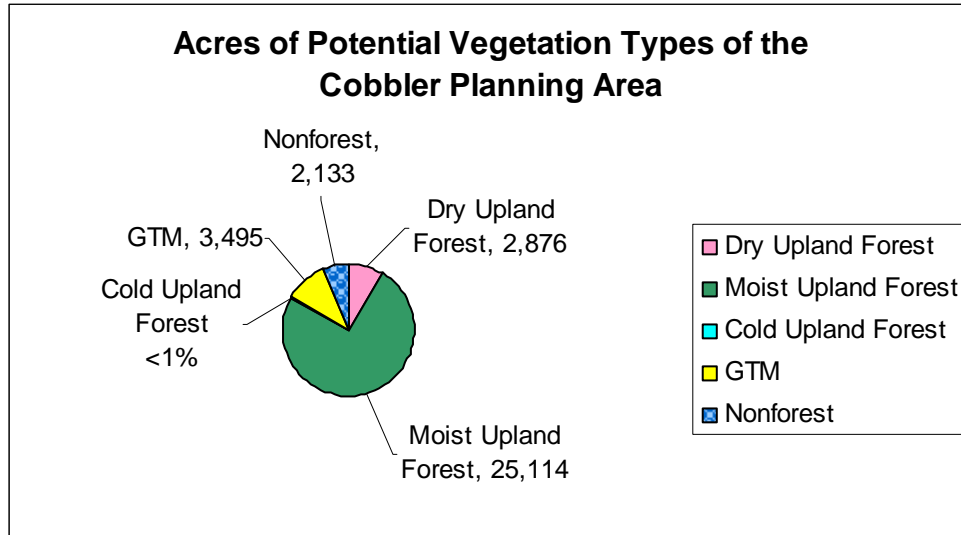 Acres of Potential Vegetation Types of the
Cobbler Planning Area
Nonforest,
2,133
Dry Upland
Forest, 2,876
GTM, 3,495
Cold Upland
Forest
<1%
Moist Upland
Forest, 25,114
Dry Upland Forest
Moist Upland Forest
Cold Upland Forest
GTM
Nonforest